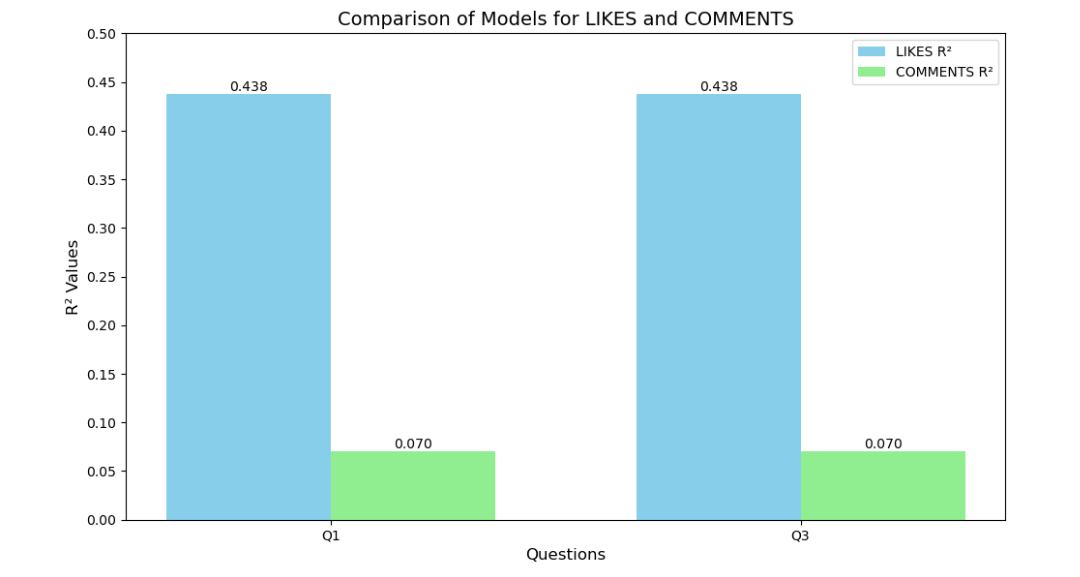 Comparison of Models for LIKES and COMMENTS
LIKES R²
COMMENTS R²
0.50
0.45
0.40
0.35
0.30
0.25
0.20
0.15
0.10
0.05
0.00
R² Values
0.438
0.070
0.438
0.070
Q1
Q3
Questions